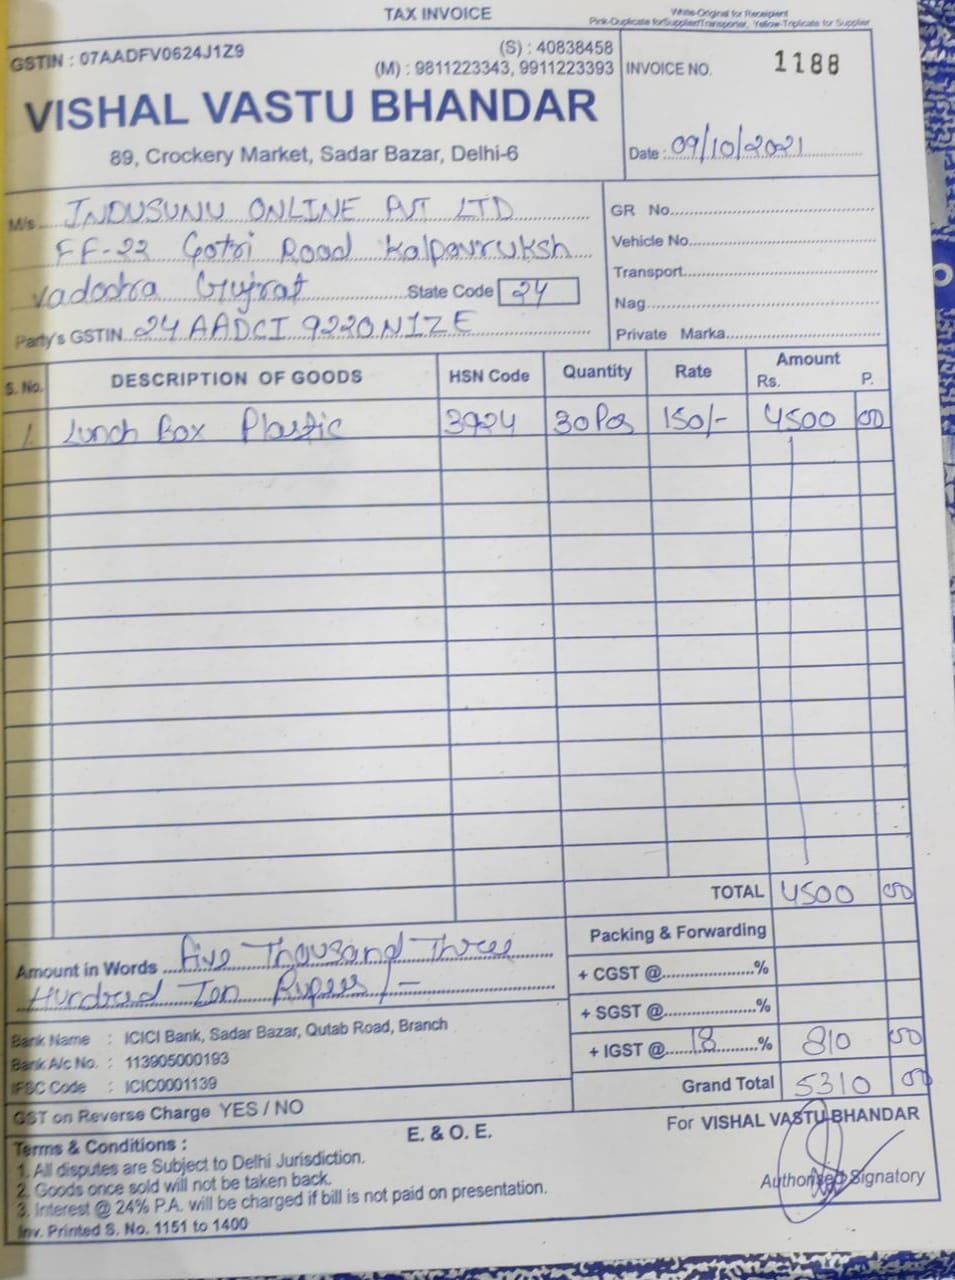 TAX INVOICE
White-Original for Receipient
Pink-Duplicate forSupplier/Transporter, Yellow-Triplicate for Supplier
GSTIN : 07AADFV0624J1Z9
(S) : 40838458
(M) : 9811223343, 9911223393
INVOICE NO. 1188
VISHAL VASTU BHANDAR
89, Crockery Market, Sadar Bazar, Delhi-6
Date : 09/10/2021
M/s INDUSUNU ONLINE PVT LTD
FF-22 Gotri Road Kalpavruksh
Vadodra Gujrat State Code 24
Party's GSTIN 24AADCI9220N1ZE
GR No.
Vehicle No.
Transport
Nag
Private Marka
S. No. DESCRIPTION OF GOODS HSN Code Quantity Rate Amount Rs. P.
1. Lunch Box Plastic 3924 30 Pcs 150/- 4500 00
TOTAL 4500 00
Packing & Forwarding
Amount in Words Five Thousand Three
Hundred Ten Rupees/-
+ CGST @ %
+ SGST @ %
+ IGST @ 18 % 810 00
Grand Total 5310 00
Bank Name : ICICI Bank, Sadar Bazar, Qutab Road, Branch
Bank A/c No. : 113905000193
IFSC Code : ICIC0001139
GST on Reverse Charge YES / NO
E. & O. E.
For VISHAL VASTU BHANDAR
Terms & Conditions :
1. All disputes are Subject to Delhi Jurisdiction.
2. Goods once sold will not be taken back.
3. Interest @ 24% P.A. will be charged if bill is not paid on presentation.
Authorised Signatory
Inv. Printed S. No. 1151 to 1400